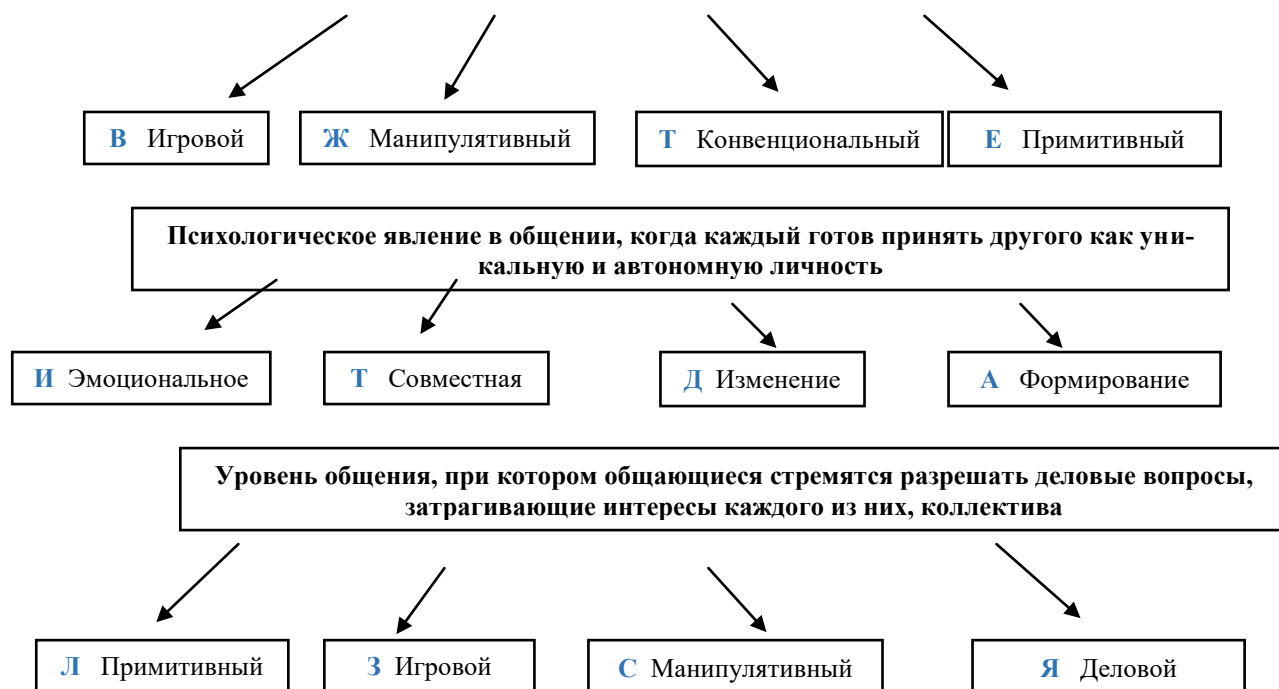 В Игровой
Ж Манипулятивный
Т Конвенциональный
Е Примитивный
Психологическое явление в общении, когда каждый готов принять другого как уни-
кальную и автономную личность
И Эмоциональное
Т Совместная
Д Изменение
А Формирование
Уровень общения, при котором общающиеся стремятся разрешать деловые вопросы,
затрагивающие интересы каждого из них, коллектива
Л Примитивный
З Игровой
С Манипулятивный
Я Деловой